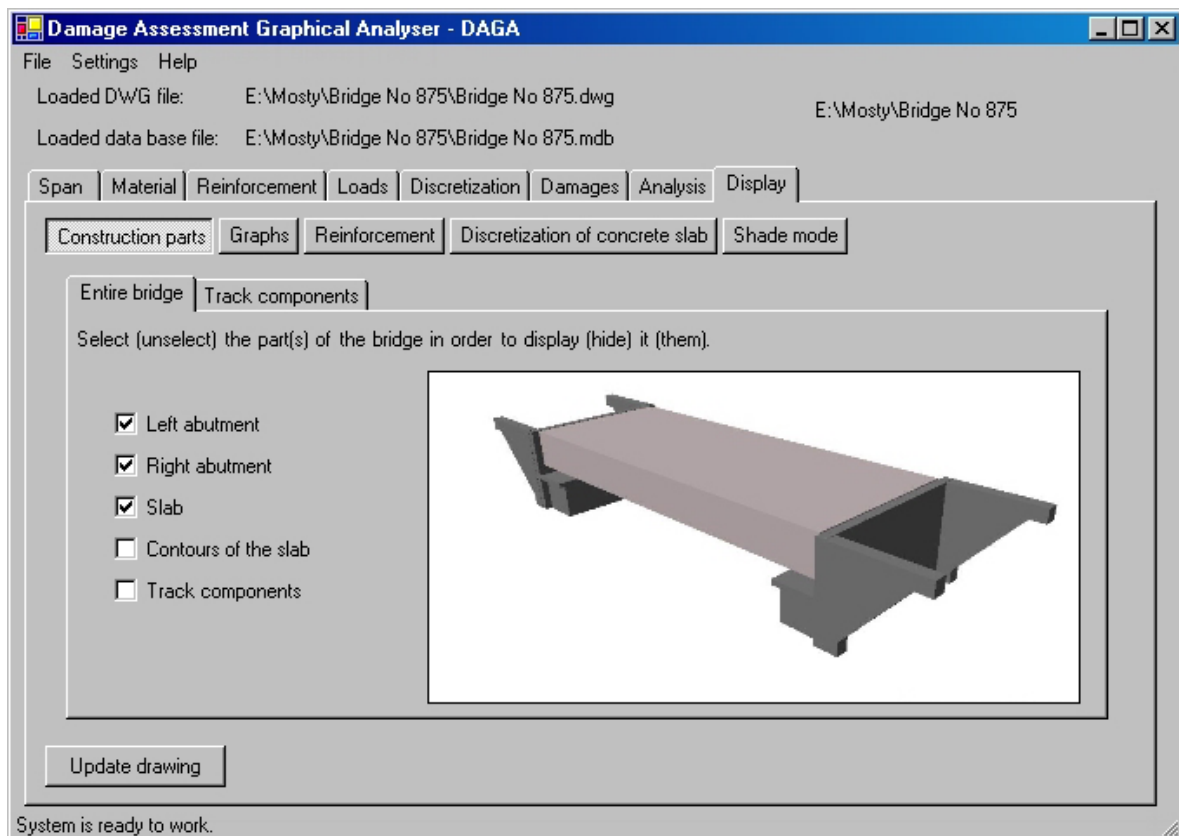 Damage Assessment Graphical Analyser - DAGA
File Settings Help
Loaded DWG file: E:\Mosty\Bridge No 875\Bridge No 875.dwg
E:\Mosty\Bridge No 875
Loaded data base file: E:\Mosty\Bridge No 875\Bridge No 875.mdb
Span Material Reinforcement Loads Discretization Damages Analysis Display
Construction parts Graphs Reinforcement Discretization of concrete slab Shade mode
Entire bridge Track components
Select (unselect) the part(s) of the bridge in order to display (hide) it (them).
Left abutment
Right abutment
Slab
Contours of the slab
Track components
Update drawing
System is ready to work.